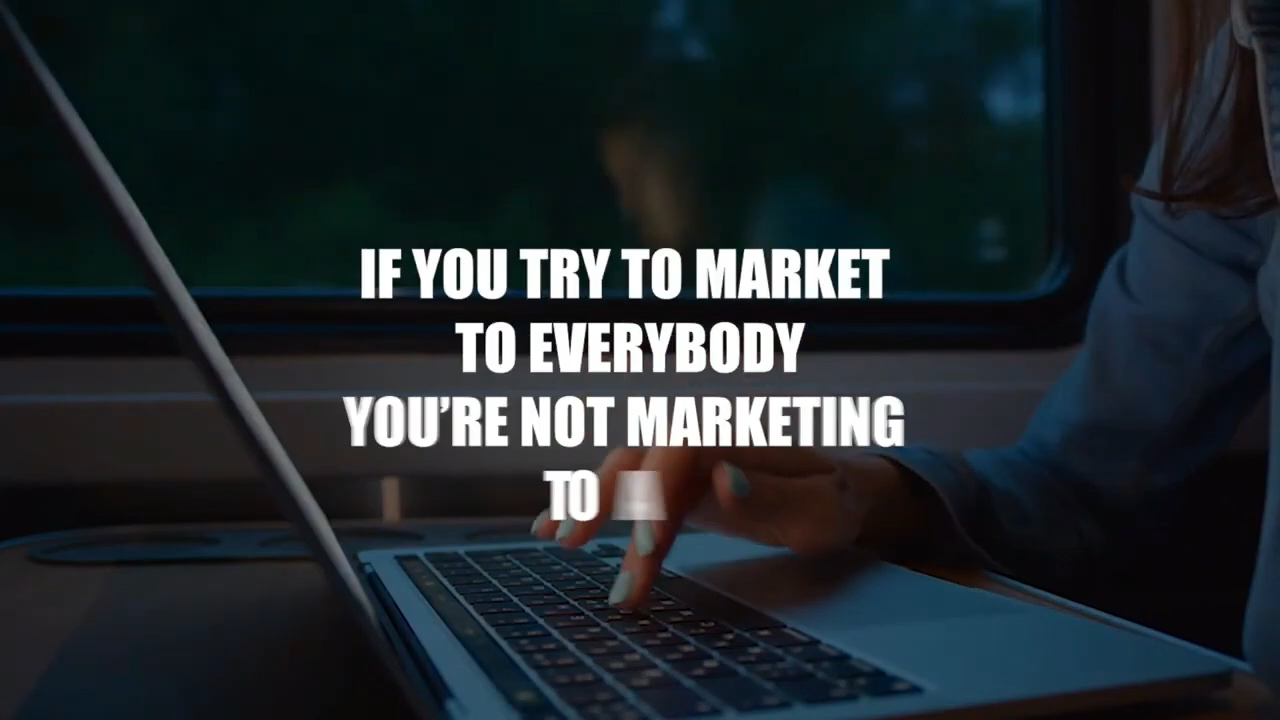 IF YOU TRY TO MARKET
TO EVERYBODY
YOU’RE NOT MARKETING
TO